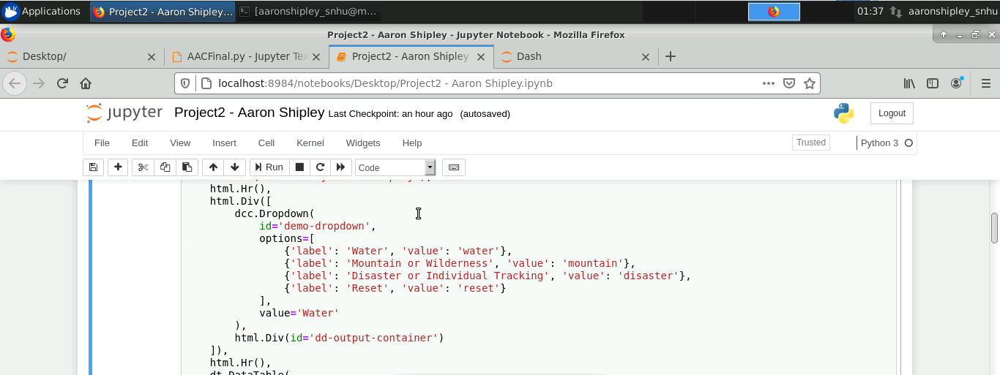 Applications Project2 - Aaron Shipley... [aaronshipley_snhu@m... 01:37 aaronshipley_snhu
Project2 - Aaron Shipley - Jupyter Notebook - Mozilla Firefox
Desktop/ AACFinal.py - Jupyter Tex Project2 - Aaron Shipley Dash
localhost:8984/notebooks/Desktop/Project2 - Aaron Shipley.ipynb
jupyter Project2 - Aaron Shipley Last Checkpoint: an hour ago (autosaved) Logout
File Edit View Insert Cell Kernel Widgets Help Trusted Python 3
Run Code
html.Hr(),
html.Div([
dcc.Dropdown(
id='demo-dropdown',
options=[
{'label': 'Water', 'value': 'water'},
{'label': 'Mountain or Wilderness', 'value': 'mountain'},
{'label': 'Disaster or Individual Tracking', 'value': 'disaster'},
{'label': 'Reset', 'value': 'reset'}
],
value='Water'
),
html.Div(id='dd-output-container')
]),
html.Hr(),
dt.DataTable(